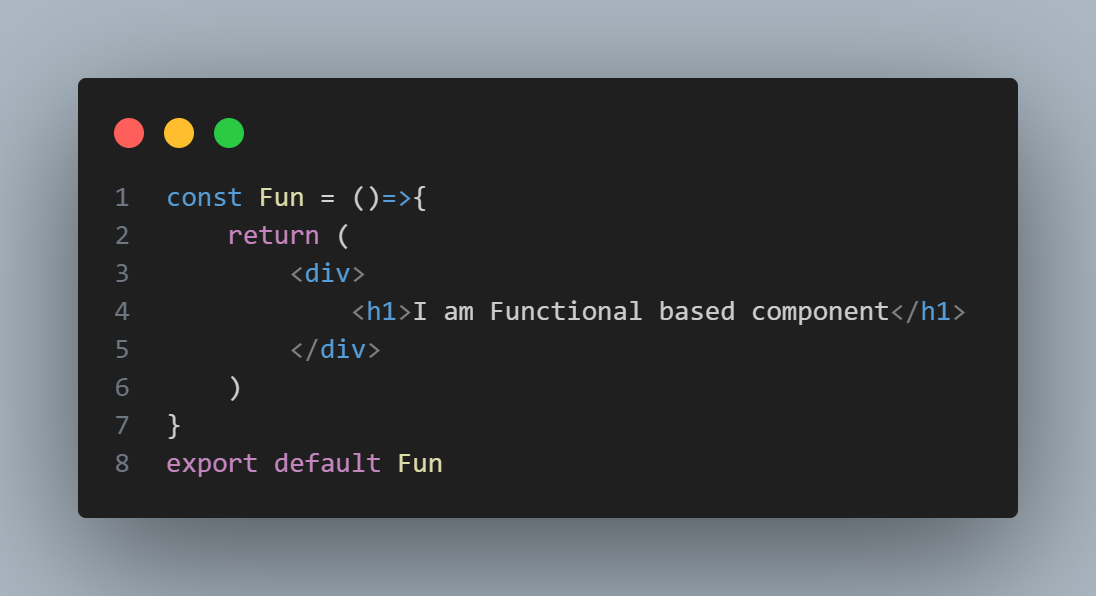 1 const Fun = ()=>{
2     return (
3         <div>
4             <h1>I am Functional based component</h1>
5         </div>
6     )
7 }
8 export default Fun